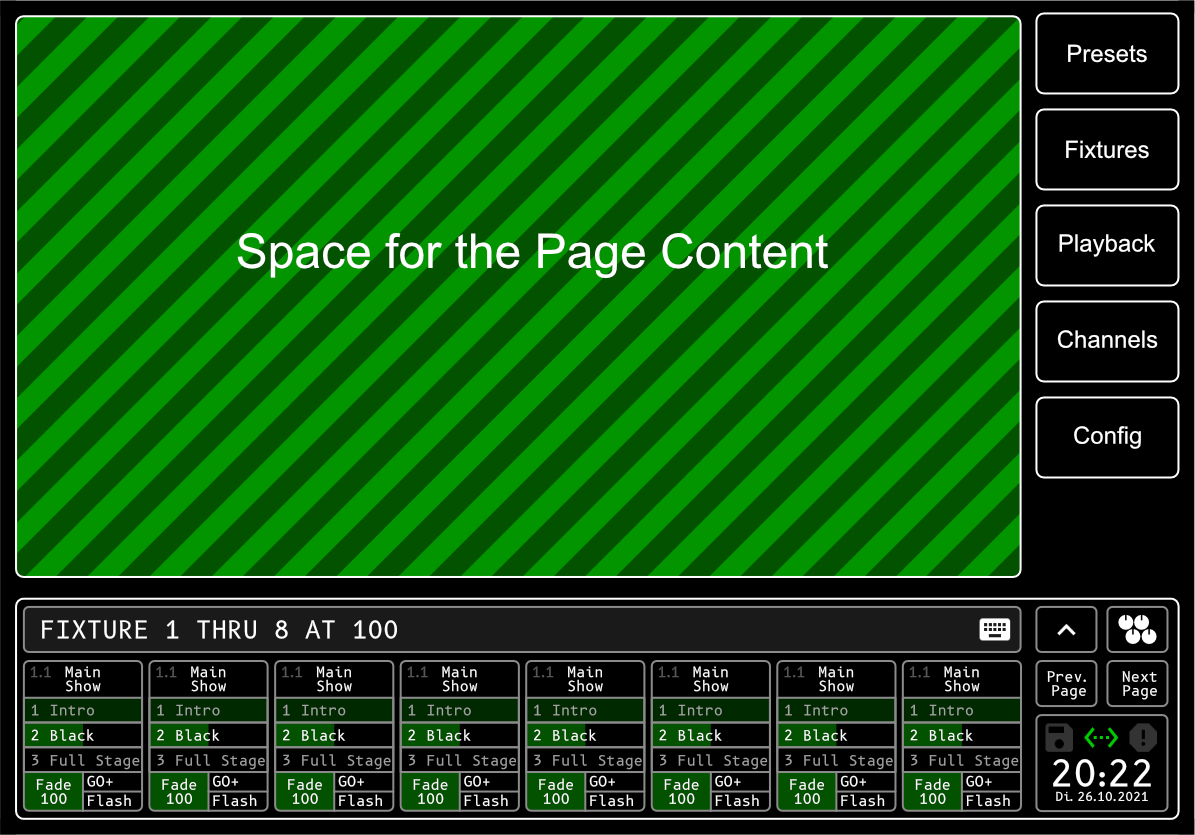 Space for the Page Content
Presets
Fixtures
Playback
Channels
Config
FIXTURE 1 THRU 8 AT 100
1.1 Main
Show
1 Intro
2 Black
3 Full Stage
Fade
100
GO+
Flash
1.1 Main
Show
1 Intro
2 Black
3 Full Stage
Fade
100
GO+
Flash
1.1 Main
Show
1 Intro
2 Black
3 Full Stage
Fade
100
GO+
Flash
1.1 Main
Show
1 Intro
2 Black
3 Full Stage
Fade
100
GO+
Flash
1.1 Main
Show
1 Intro
2 Black
3 Full Stage
Fade
100
GO+
Flash
1.1 Main
Show
1 Intro
2 Black
3 Full Stage
Fade
100
GO+
Flash
1.1 Main
Show
1 Intro
2 Black
3 Full Stage
Fade
100
GO+
Flash
1.1 Main
Show
1 Intro
2 Black
3 Full Stage
Fade
100
GO+
Flash
Prev.
Page
Next
Page
20:22
Di. 26.10.2021